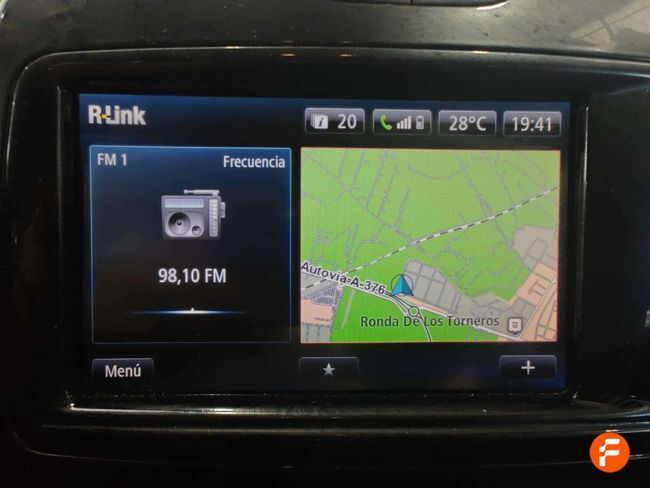 R-Link
20
28°C
19:41
FM 1
Frecuencia
98,10 FM
Autovía A-376
Ronda De Los Torneros
Menú